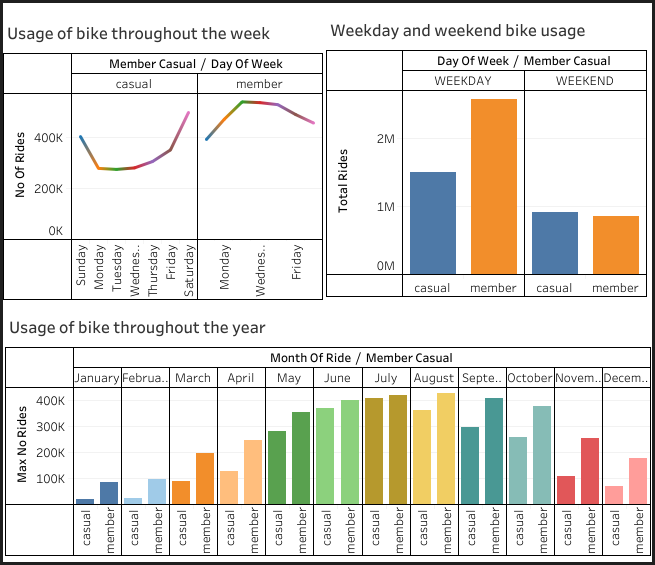 Usage of bike throughout the week
Member Casual / Day Of Week
casual
member
No Of Rides
400K
200K
0K
Sunday
Monday
Tuesday
Wednes..
Thursday
Friday
Saturday
Monday
Wednes..
Friday
Weekday and weekend bike usage
Day Of Week / Member Casual
WEEKDAY
WEEKEND
Total Rides
2M
1M
0M
casual
member
casual
member
Usage of bike throughout the year
Month Of Ride / Member Casual
January
Februa..
March
April
May
June
July
August
Septe..
October
Novem..
Decem..
Max No Rides
400K
300K
200K
100K
casual
member
casual
member
casual
member
casual
member
casual
member
casual
member
casual
member
casual
member
casual
member
casual
member
casual
member
casual
member